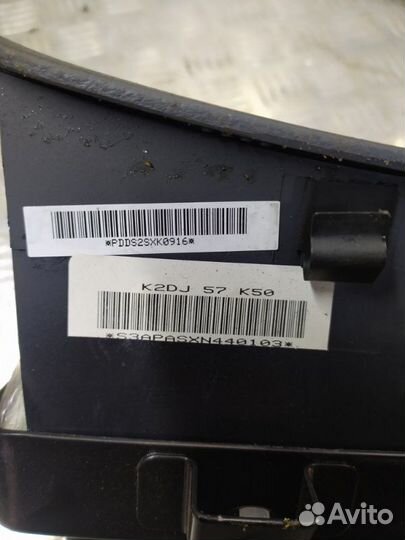 *PDDS2SXK0916*
K2DJ 57 K50
*S3APASXN440103*
Avito